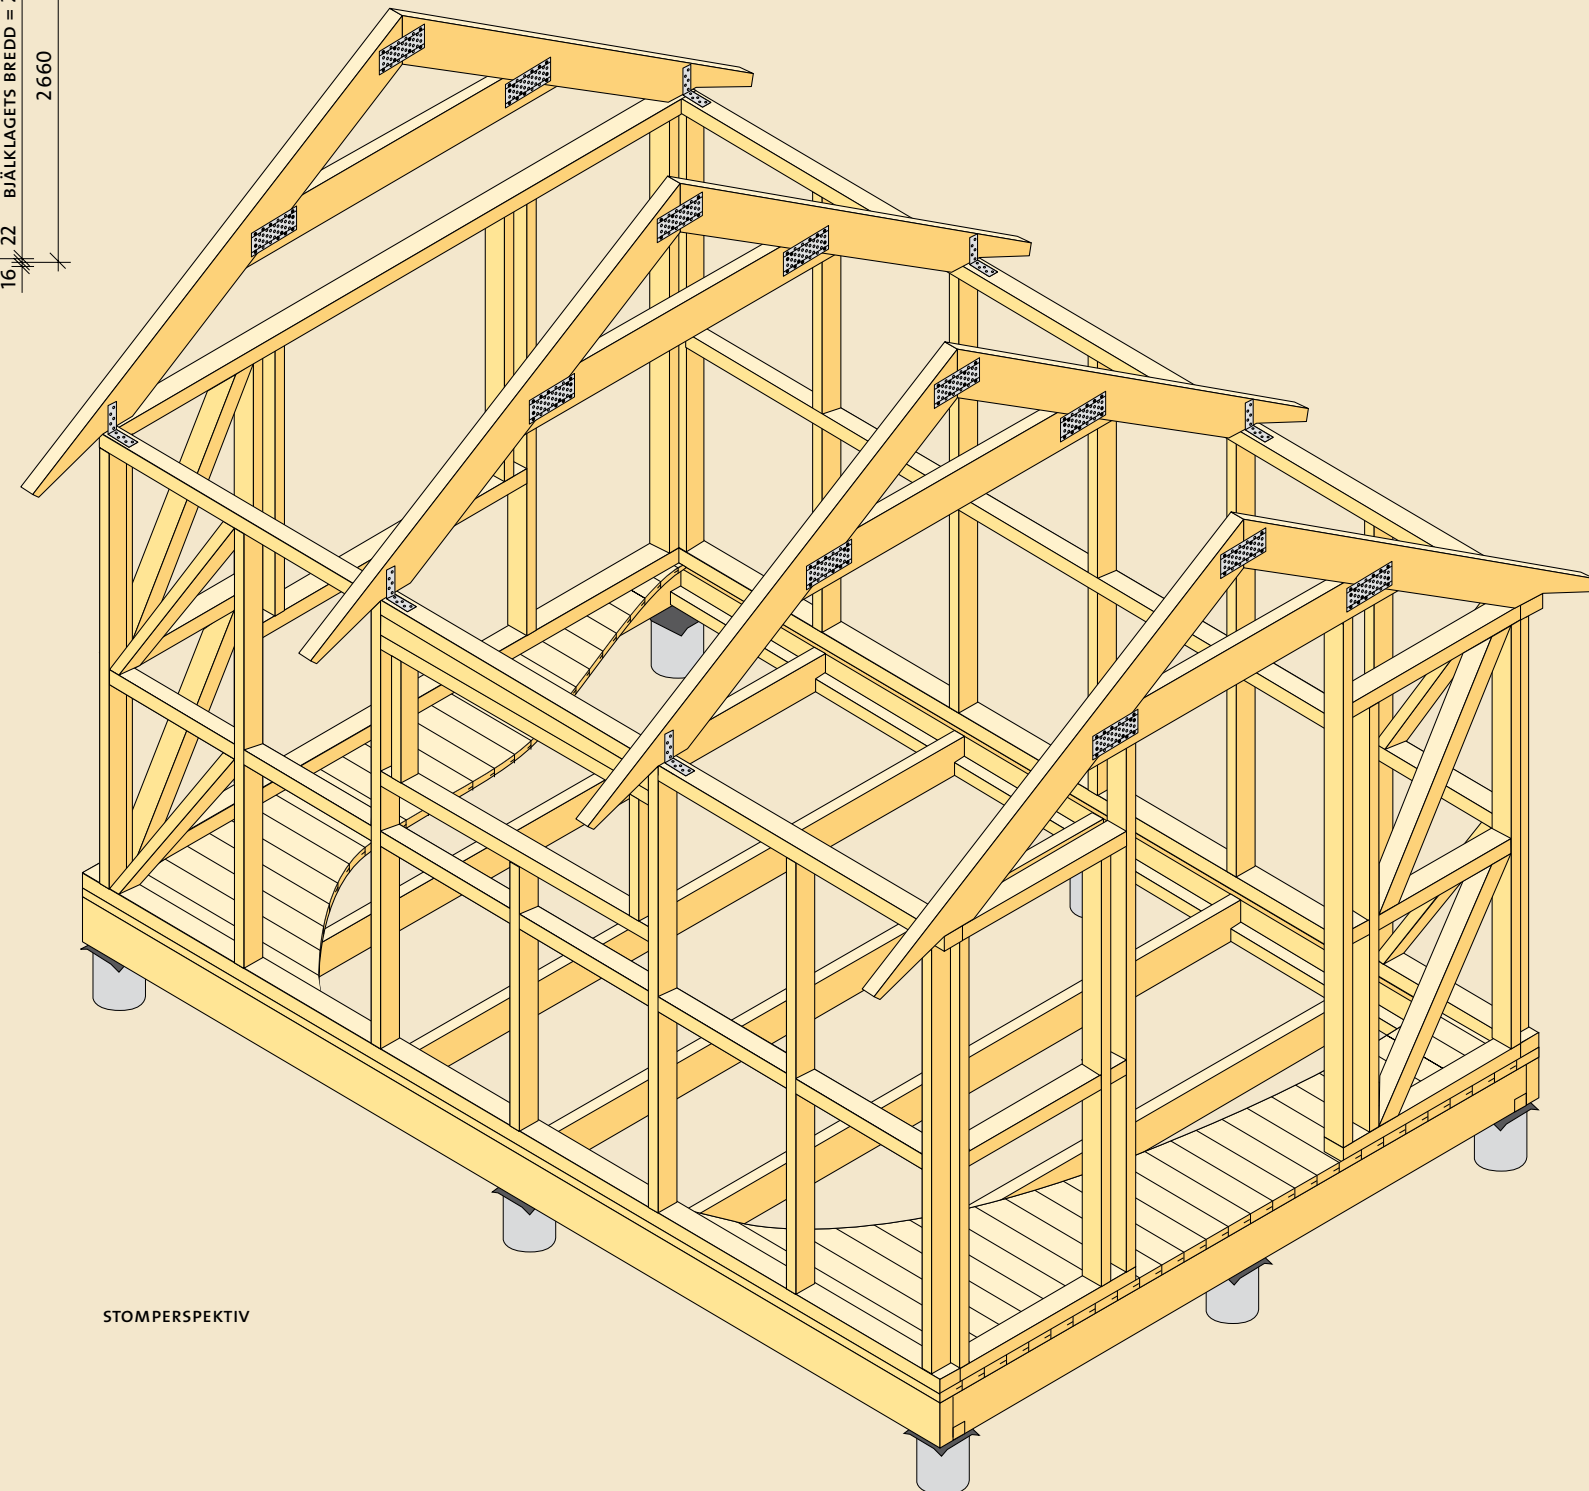 BJÄLKLAGETS BREDD =
2660
22
16
STOMPERSPEKTIV